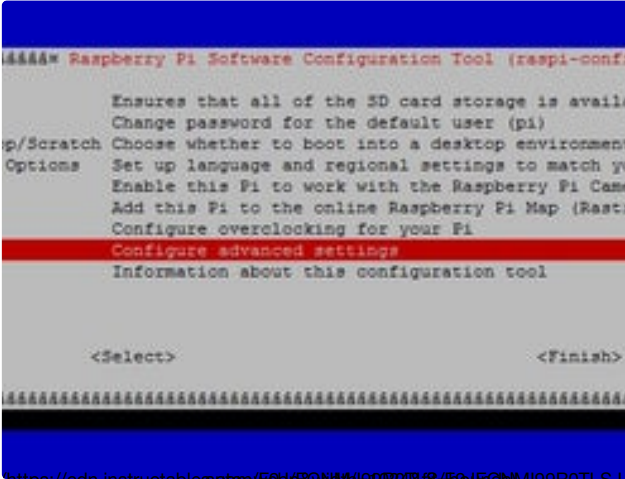 Raspberry Pi Software Configuration Tool (raspi-conf
Ensures that all of the SD card storage is avail
Change password for the default user (pi)
op/Scratch Choose whether to boot into a desktop environmen
Options Set up language and regional settings to match y
Enable this Pi to work with the Raspberry Pi Came
Add this Pi to the online Raspberry Pi Map (Rast
Configure overclocking for your Pi
Configure advanced settings
Information about this configuration tool
<Select> <Finish>